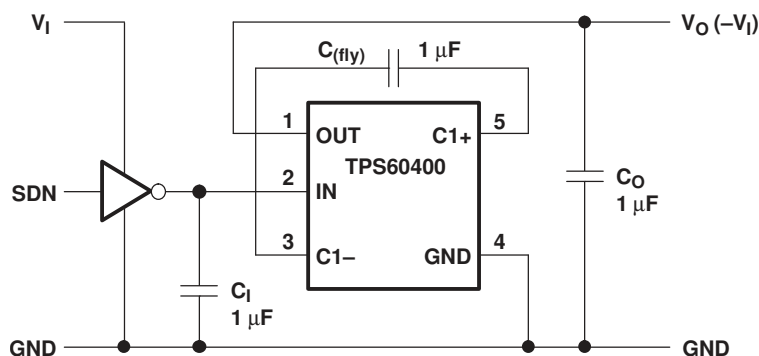 V_I
V_O (–V_I)
C_(fly) 1 μF
1 OUT
C1+ 5
TPS60400
SDN
2 IN
C_O
1 μF
3 C1–
GND 4
C_I
1 μF
GND
GND